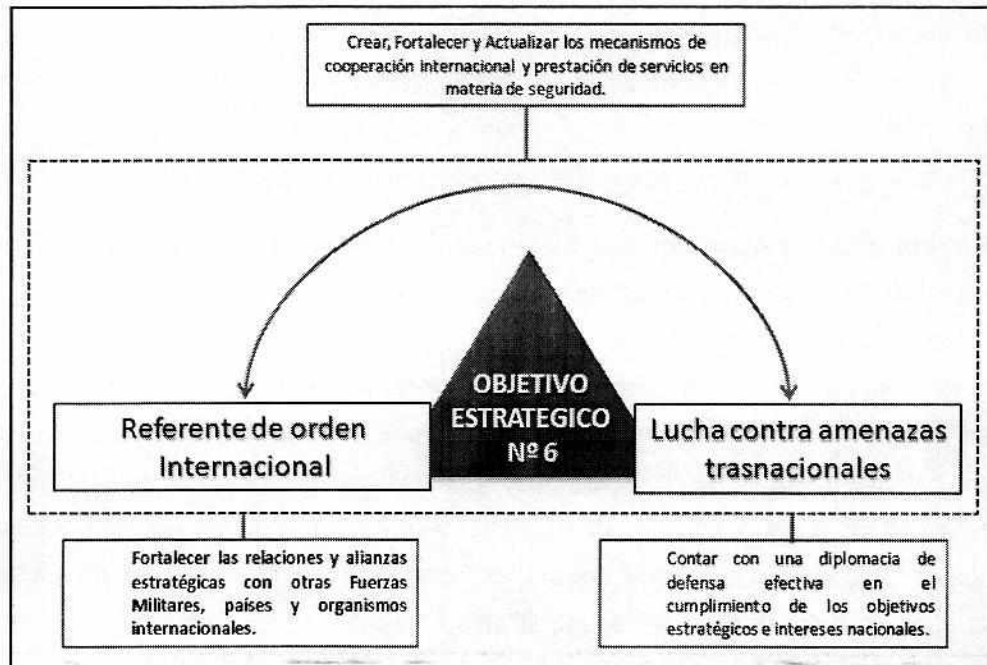 Crear, Fortalecer y Actualizar los mecanismos de
cooperación internacional y prestación de servicios en
materia de seguridad.
OBJETIVO
ESTRATEGICO
Nº 6
Referente de orden
Internacional
Lucha contra amenazas
trasnacionales
Fortalecer las relaciones y alianzas
estratégicas con otras Fuerzas
Militares, países y organismos
internacionales.
Contar con una diplomacia de
defensa efectiva en el
cumplimiento de los objetivos
estratégicos e intereses nacionales.